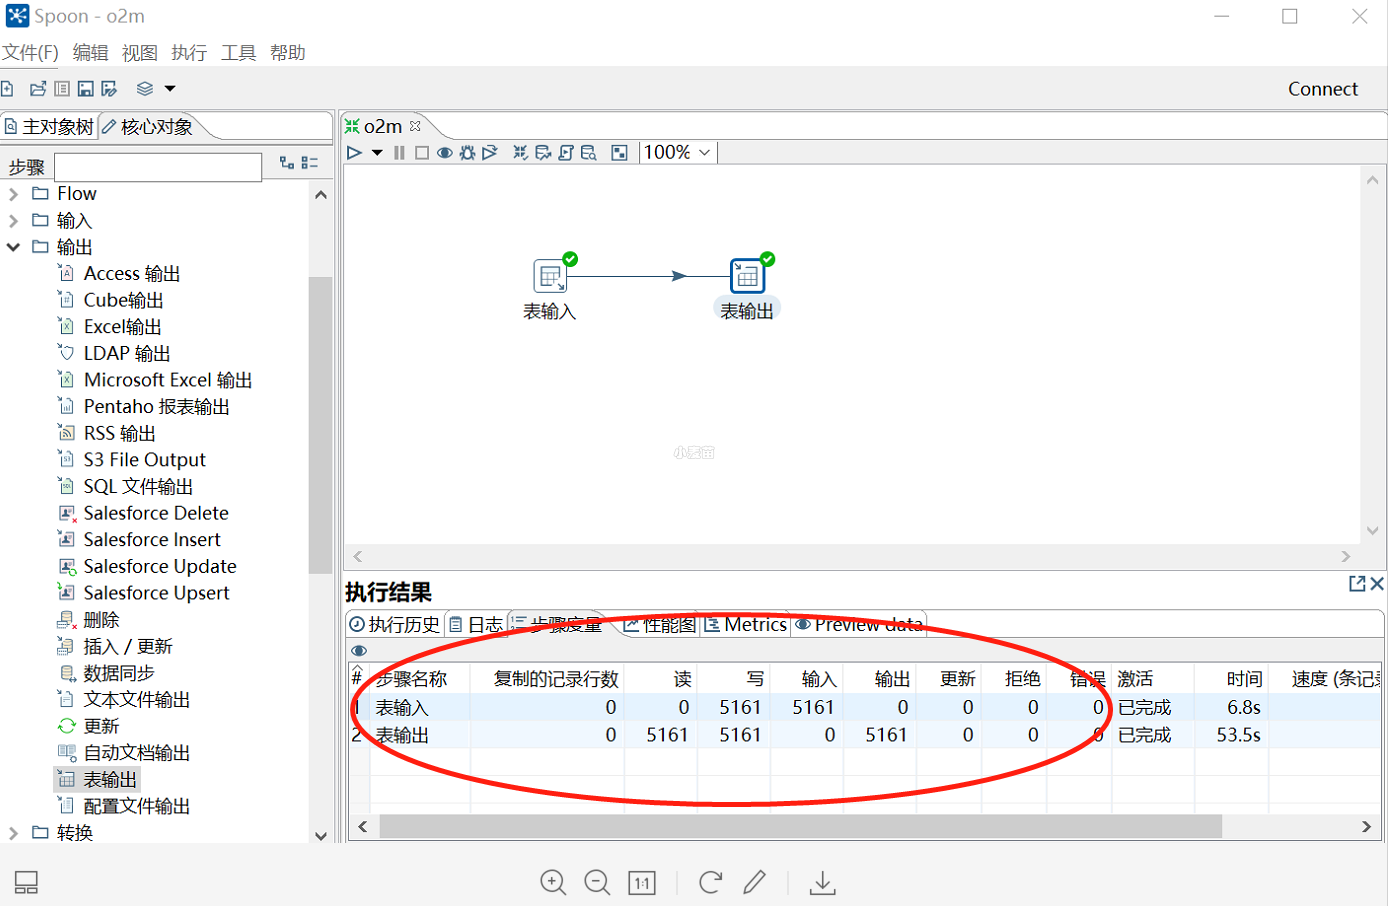 Spoon - o2m
文件(F) 编辑 视图 执行 工具 帮助
Connect
主对象树 核心对象
o2m
100%
步骤
Flow
输入
输出
Access 输出
Cube输出
Excel输出
LDAP 输出
Microsoft Excel 输出
Pentaho 报表输出
RSS 输出
S3 File Output
SQL 文件输出
Salesforce Delete
Salesforce Insert
Salesforce Update
Salesforce Upsert
删除
插入 / 更新
数据同步
文本文件输出
更新
自动文档输出
表输出
配置文件输出
转换
表输入 表输出
执行结果
执行历史 日志 步骤度量 性能图 Metrics Preview data
# 步骤名称 复制的记录行数 读 写 输入 输出 更新 拒绝 错误 激活 时间 速度 (条记录
1 表输入 0 0 5161 5161 0 0 0 0 已完成 6.8s
2 表输出 0 5161 5161 0 5161 0 0 0 已完成 53.5s
1:1